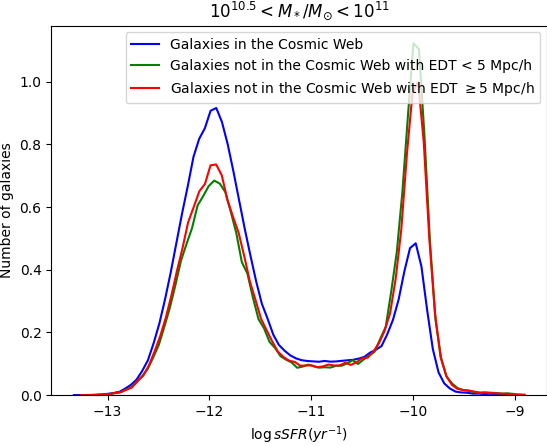 10^{10.5} < M_*/M_⊙ < 10^{11}
Galaxies in the Cosmic Web
Galaxies not in the Cosmic Web with EDT < 5 Mpc/h
Galaxies not in the Cosmic Web with EDT ≥ 5 Mpc/h
Number of galaxies
1.0
0.8
0.6
0.4
0.2
0.0
−13 −12 −11 −10 −9
log sSFR(yr^{−1})